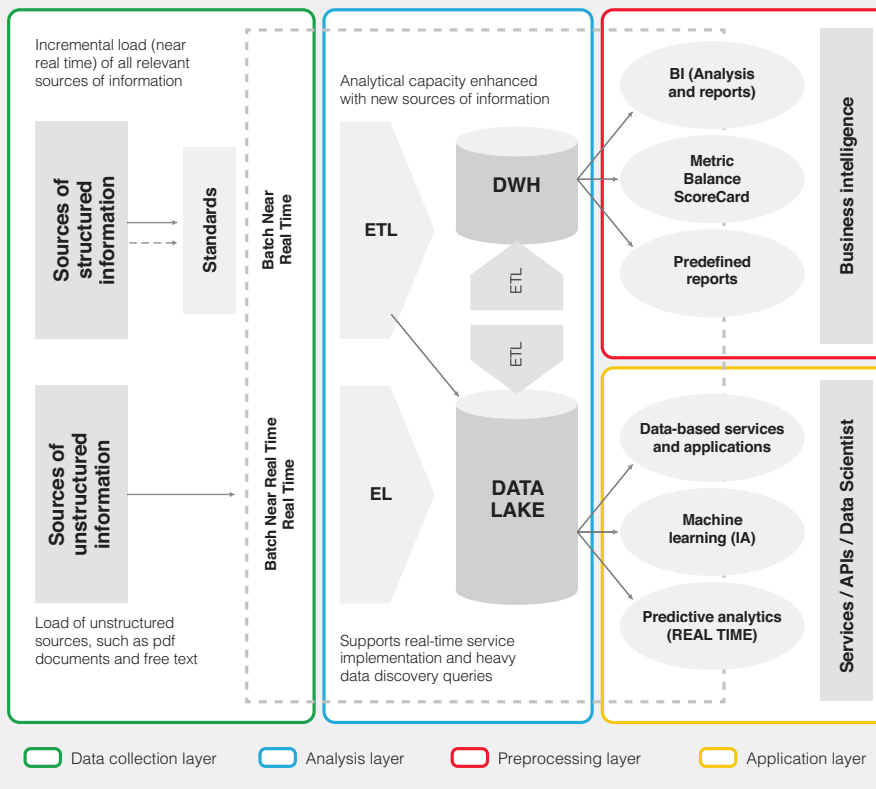 Incremental load (near
real time) of all relevant
sources of information
Sources of
structured
information
Standards
Batch Near
Real Time
Sources of
unstructured
information
Batch Near Real Time
Real Time
Load of unstructured
sources, such as pdf
documents and free text
Analytical capacity enhanced
with new sources of information
ETL
DWH
ETL
ETL
EL
DATA
LAKE
Supports real-time service
implementation and heavy
data discovery queries
BI (Analysis
and reports)
Metric
Balance
ScoreCard
Predefined
reports
Business intelligence
Data-based services
and applications
Machine
learning (IA)
Predictive analytics
(REAL TIME)
Services / APIs / Data Scientist
Data collection layer
Analysis layer
Preprocessing layer
Application layer